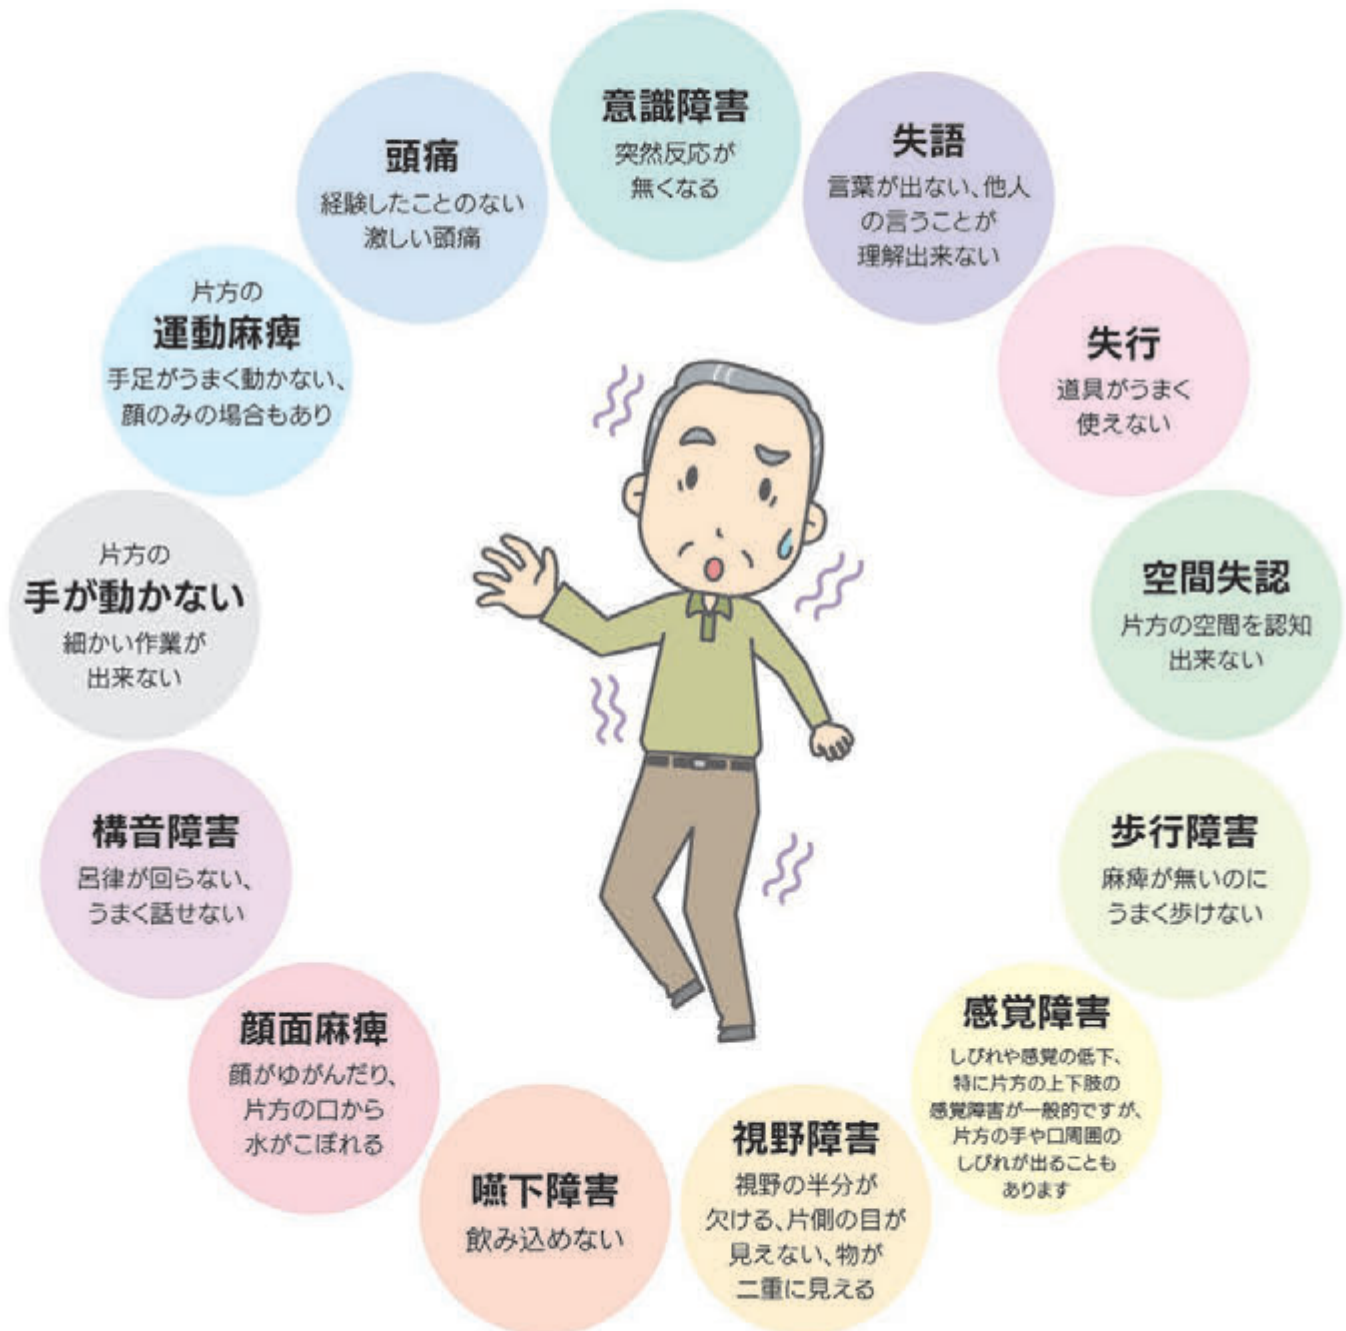 意識障害
突然反応が
無くなる
失語
言葉が出ない、他人
の言うことが
理解出来ない
失行
道具がうまく
使えない
空間失認
片方の空間を認知
出来ない
歩行障害
麻痺が無いのに
うまく歩けない
感覚障害
しびれや感覚の低下、
特に片方の上下肢の
感覚障害が一般的ですが、
片方の手や口周囲の
しびれが出ることも
あります
視野障害
視野の半分が
欠ける、片側の目が
見えない、物が
二重に見える
嚥下障害
飲み込めない
顔面麻痺
顔がゆがんだり、
片方の口から
水がこぼれる
構音障害
呂律が回らない、
うまく話せない
片方の
手が動かない
細かい作業が
出来ない
片方の
運動麻痺
手足がうまく動かない、
顔のみの場合もあり
頭痛
経験したことのない
激しい頭痛